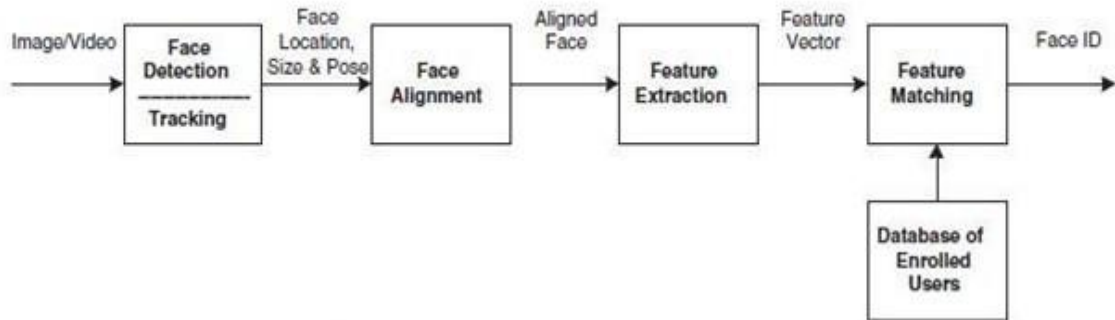 Image/Video
Face
Detection
Tracking
Face
Location,
Size & Pose
Face
Alignment
Aligned
Face
Feature
Extraction
Feature
Vector
Feature
Matching
Face ID
Database of
Enrolled
Users